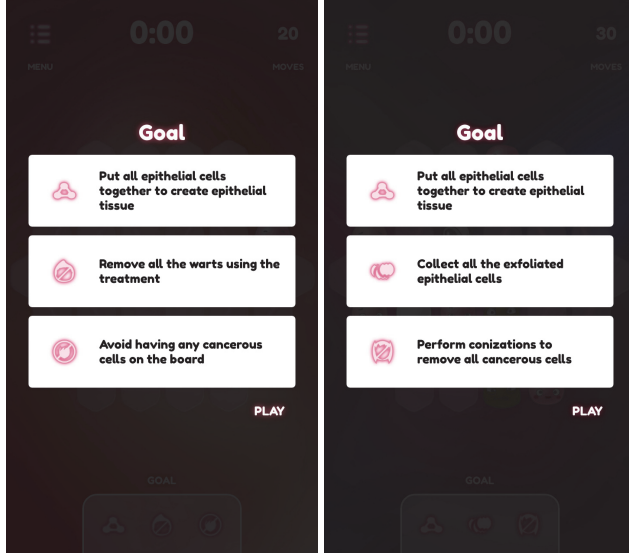 0:00
20
MENU
MOVES
Goal
Put all epithelial cells
together to create epithelial
tissue
Remove all the warts using the
treatment
Avoid having any cancerous
cells on the board
PLAY
GOAL
0:00
30
MENU
MOVES
Goal
Put all epithelial cells
together to create epithelial
tissue
Collect all the exfoliated
epithelial cells
Perform conizations to
remove all cancerous cells
PLAY
GOAL